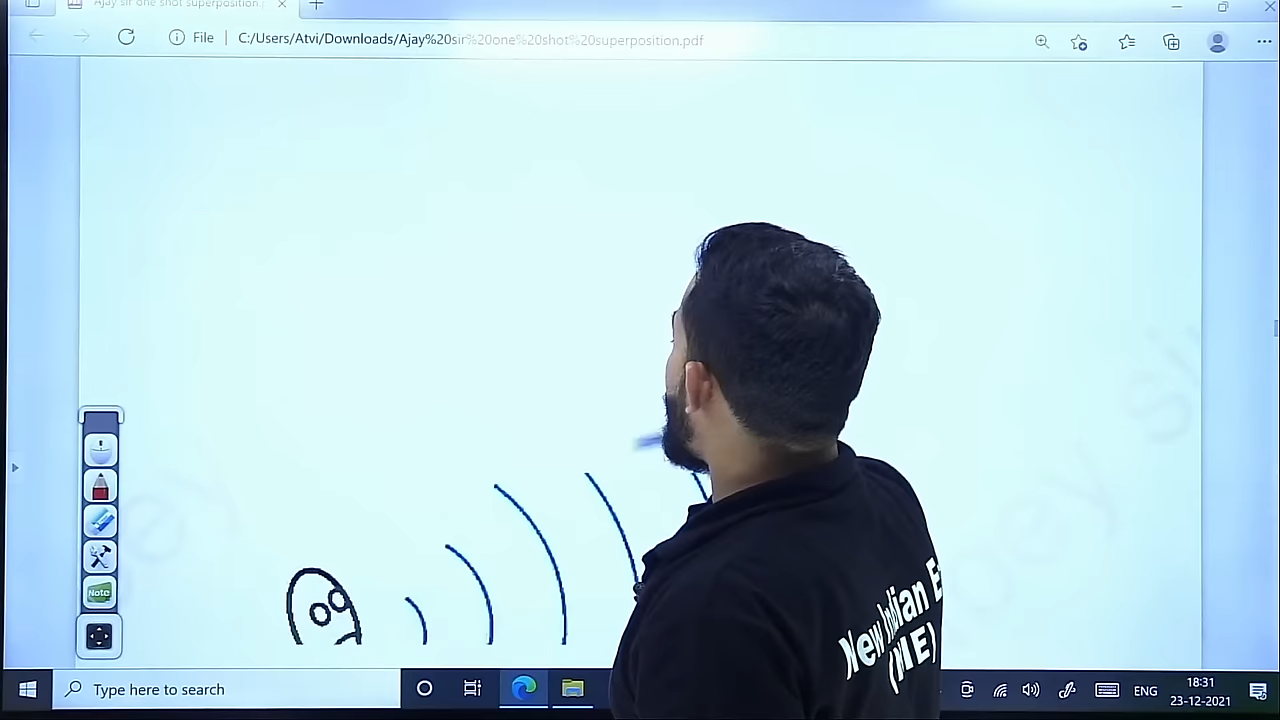 Ajay sir one shot superposition.
File
C:/Users/Atvi/Downloads/Ajay%20sir%20one%20shot%20superposition.pdf
Note
New Indian E
(ME)
Type here to search
ENG
18:31
23-12-2021